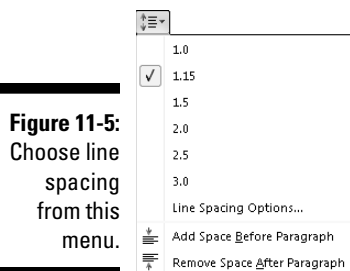 1.0
1.15
1.5
2.0
2.5
3.0
Line Spacing Options...
Add Space Before Paragraph
Remove Space After Paragraph
Figure 11-5:
Choose line
spacing
from this
menu.